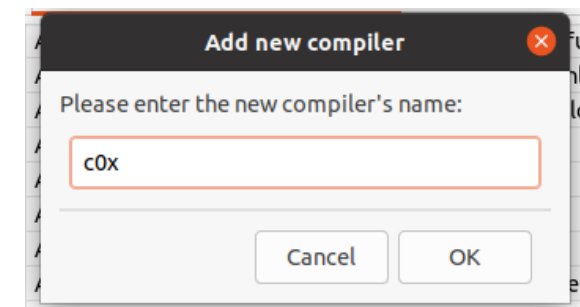 Add new compiler
Please enter the new compiler's name:
c0x
Cancel
OK